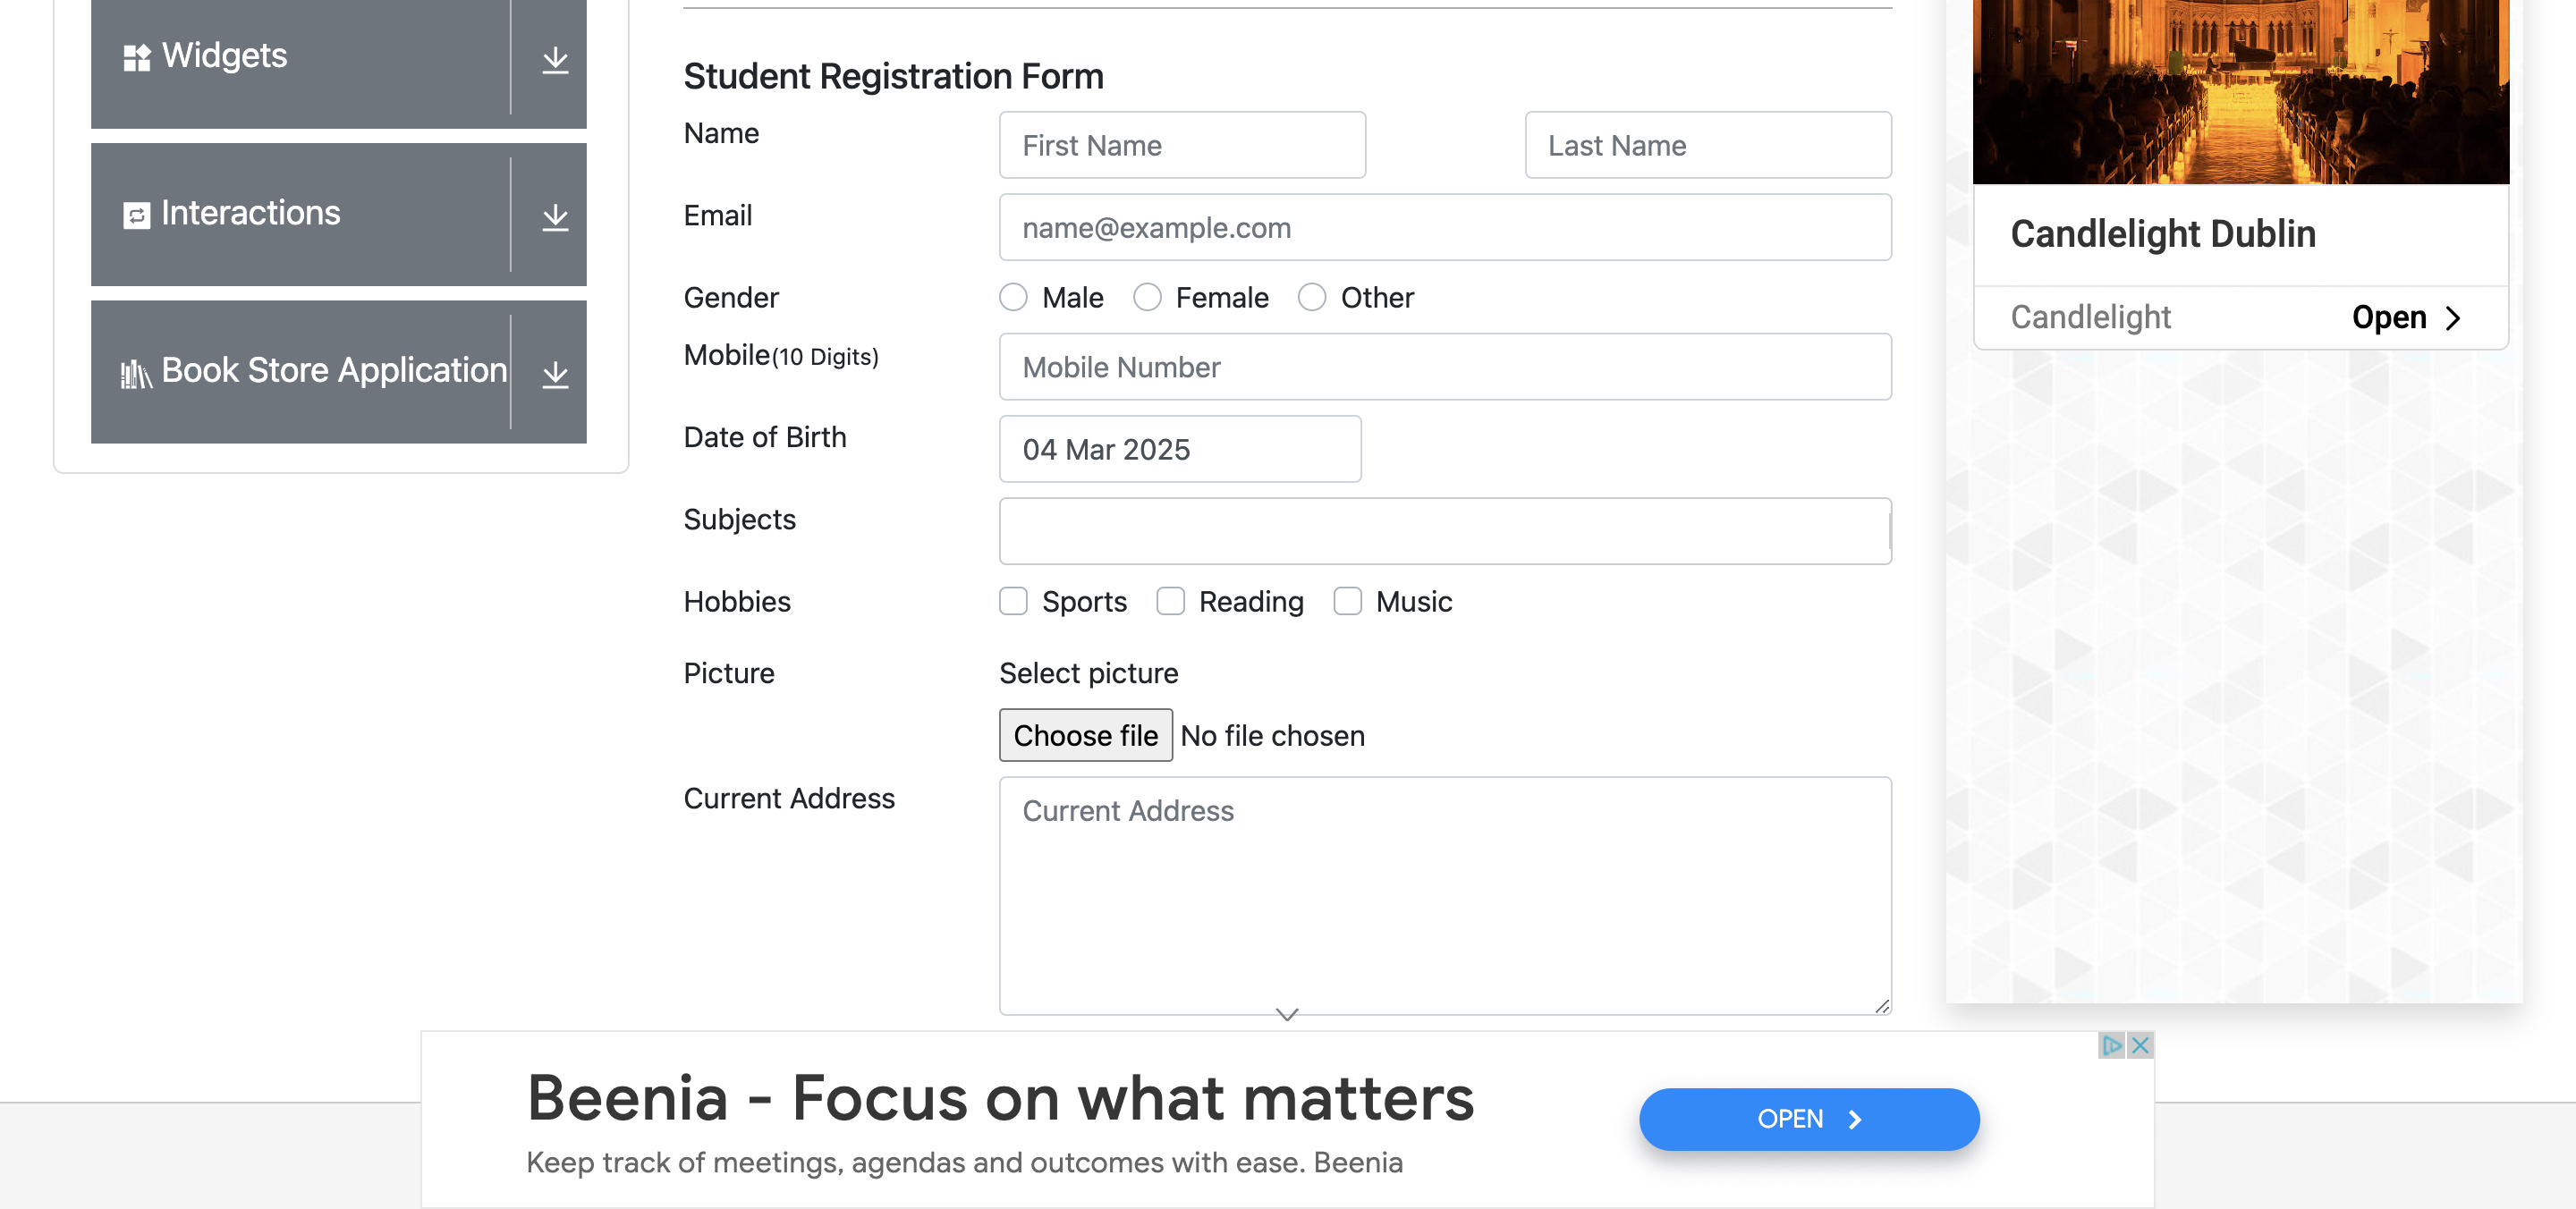 Widgets
Interactions
Book Store Application
Student Registration Form
Name
First Name
Last Name
Email
name@example.com
Gender
Male
Female
Other
Mobile(10 Digits)
Mobile Number
Date of Birth
04 Mar 2025
Subjects
Hobbies
Sports
Reading
Music
Picture
Select picture
Choose file No file chosen
Current Address
Current Address
Candlelight Dublin
Candlelight
Open
Beenia - Focus on what matters
Keep track of meetings, agendas and outcomes with ease. Beenia
OPEN